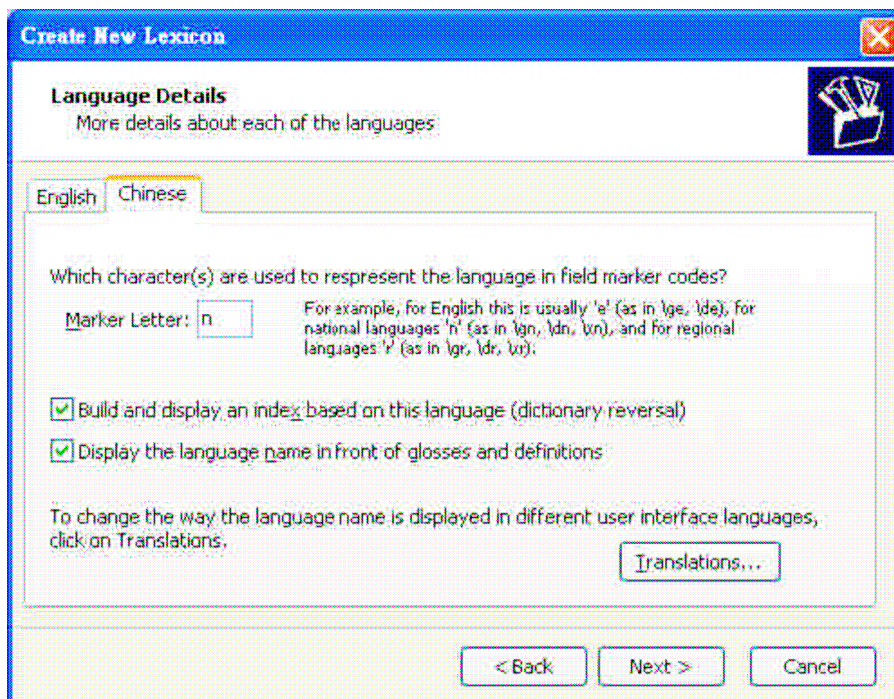 Create New Lexicon
Language Details
More details about each of the languages
English
Chinese
Which character(s) are used to respresent the language in field marker codes?
Marker Letter: n
For example, for English this is usually 'e' (as in \ge, \de), for
national languages 'n' (as in \gn, \dn, \xn), and for regional
languages 'r' (as in \gr, \dr, \xr).
Build and display an index based on this language (dictionary reversal)
Display the language name in front of glosses and definitions
To change the way the language name is displayed in different user interface languages,
click on Translations.
Translations...
< Back
Next >
Cancel